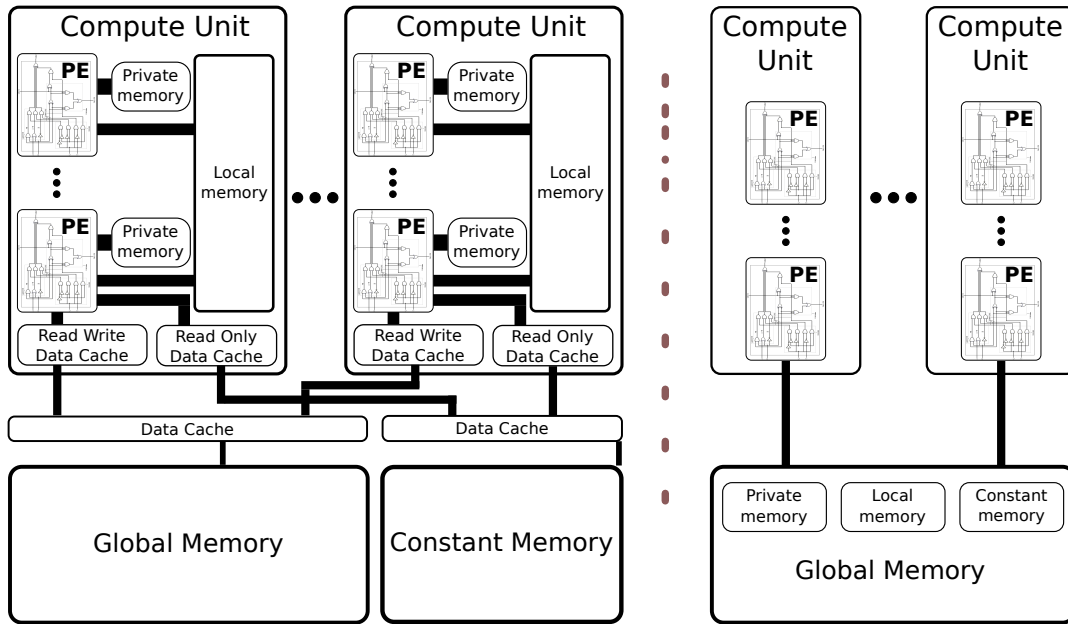 Compute Unit
PE
Private
memory
Local
memory
PE
Private
memory
Read Write
Data Cache
Read Only
Data Cache
Compute Unit
PE
Private
memory
Local
memory
PE
Private
memory
Read Write
Data Cache
Read Only
Data Cache
Data Cache
Data Cache
Global Memory
Constant Memory
Compute
Unit
PE
PE
Compute
Unit
PE
PE
Private
memory
Local
memory
Constant
memory
Global Memory